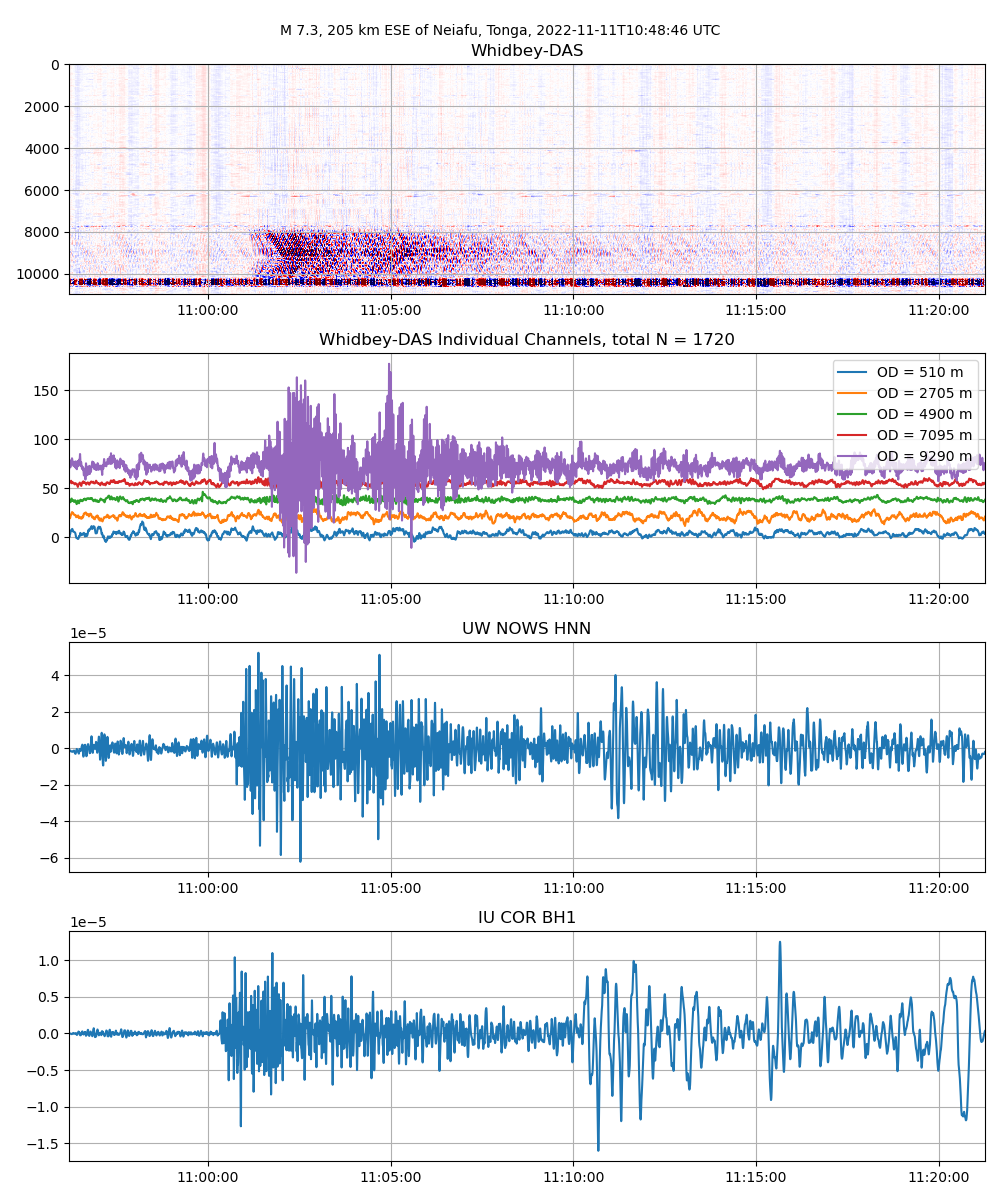 M 7.3, 205 km ESE of Neiafu, Tonga, 2022-11-11T10:48:46 UTC
Whidbey-DAS
0
2000
4000
6000
8000
10000
11:00:00 11:05:00 11:10:00 11:15:00 11:20:00
Whidbey-DAS Individual Channels, total N = 1720
150
100
50
0
OD = 510 m
OD = 2705 m
OD = 4900 m
OD = 7095 m
OD = 9290 m
11:00:00 11:05:00 11:10:00 11:15:00 11:20:00
1e−5
UW NOWS HNN
4
2
0
−2
−4
−6
11:00:00 11:05:00 11:10:00 11:15:00 11:20:00
1e−5
IU COR BH1
1.0
0.5
0.0
−0.5
−1.0
−1.5
11:00:00 11:05:00 11:10:00 11:15:00 11:20:00